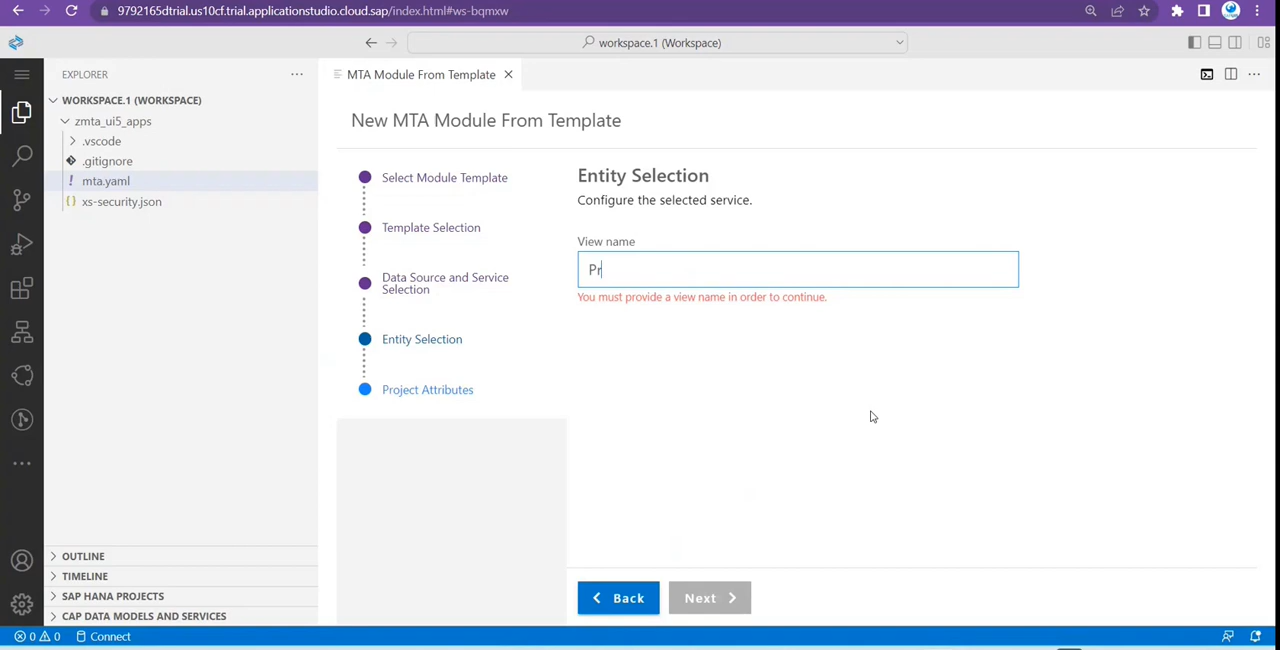 9792165dtrial.us10cf.trial.applicationstudio.cloud.sap/index.html#ws-bqmxw
workspace.1 (Workspace)
EXPLORER
MTA Module From Template
WORKSPACE.1 (WORKSPACE)
zmta_ui5_apps
.vscode
.gitignore
mta.yaml
xs-security.json
New MTA Module From Template
Select Module Template
Template Selection
Data Source and Service
Selection
Entity Selection
Project Attributes
Entity Selection
Configure the selected service.
View name
Pr
You must provide a view name in order to continue.
Back
Next
OUTLINE
TIMELINE
SAP HANA PROJECTS
CAP DATA MODELS AND SERVICES
0 0 Connect